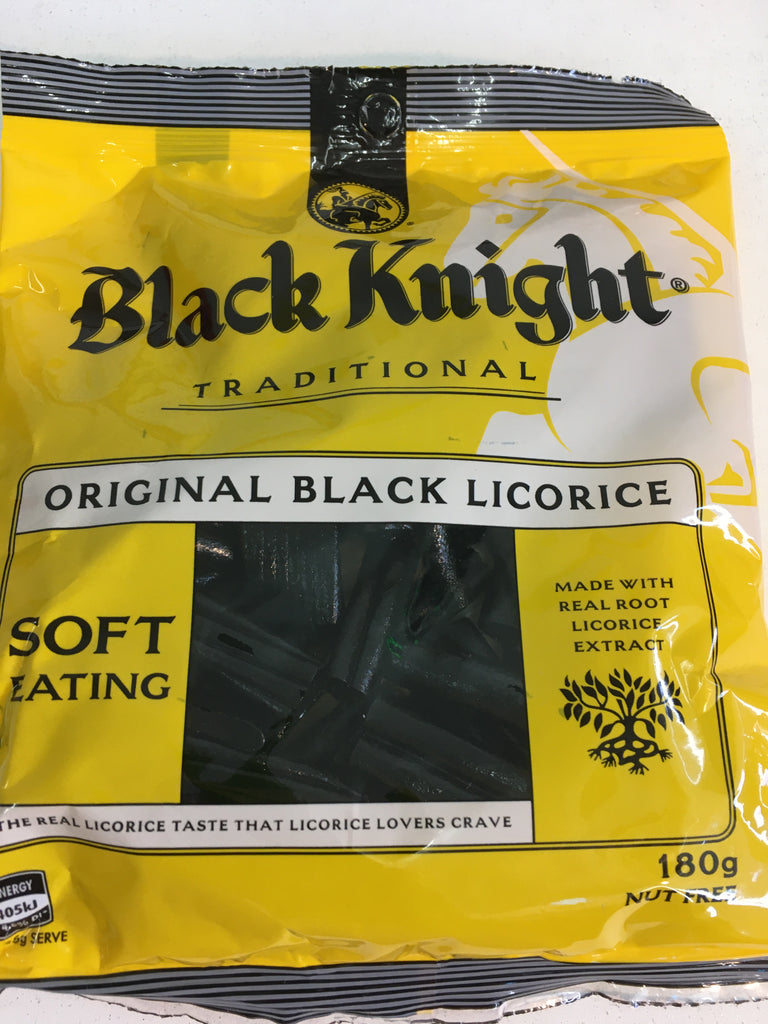 Black Knight®
TRADITIONAL
ORIGINAL BLACK LICORICE
SOFT
EATING
MADE WITH
REAL ROOT
LICORICE
EXTRACT
THE REAL LICORICE TASTE THAT LICORICE LOVERS CRAVE
180g
NUT FREE
ENERGY
405kJ
SERVE